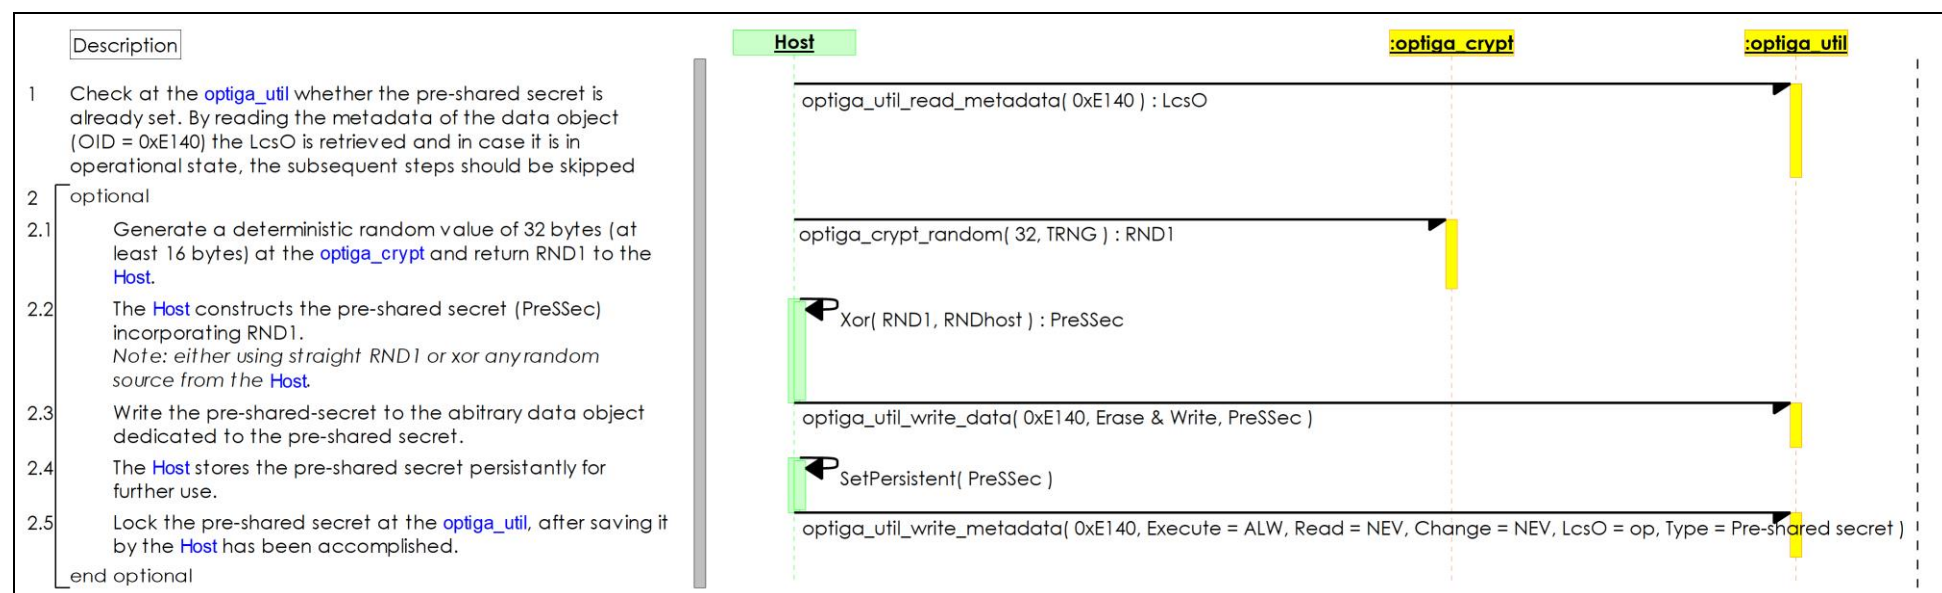 Description
Host
:optiga_crypt
:optiga_util
1 Check at the optiga_util whether the pre-shared secret is
already set. By reading the metadata of the data object
(OID = 0xE140) the LcsO is retrieved and in case it is in
operational state, the subsequent steps should be skipped
optiga_util_read_metadata( 0xE140 ) : LcsO
2 optional
2.1 Generate a deterministic random value of 32 bytes (at
least 16 bytes) at the optiga_crypt and return RND1 to the
Host.
optiga_crypt_random( 32, TRNG ) : RND1
2.2 The Host constructs the pre-shared secret (PreSSec)
incorporating RND1.
Note: either using straight RND1 or xor any random
source from the Host.
Xor( RND1, RNDhost ) : PreSSec
2.3 Write the pre-shared-secret to the abitrary data object
dedicated to the pre-shared secret.
optiga_util_write_data( 0xE140, Erase & Write, PreSSec )
2.4 The Host stores the pre-shared secret persistantly for
further use.
SetPersistent( PreSSec )
2.5 Lock the pre-shared secret at the optiga_util, after saving it
by the Host has been accomplished.
optiga_util_write_metadata( 0xE140, Execute = ALW, Read = NEV, Change = NEV, LcsO = op, Type = Pre-shared secret )
end optional